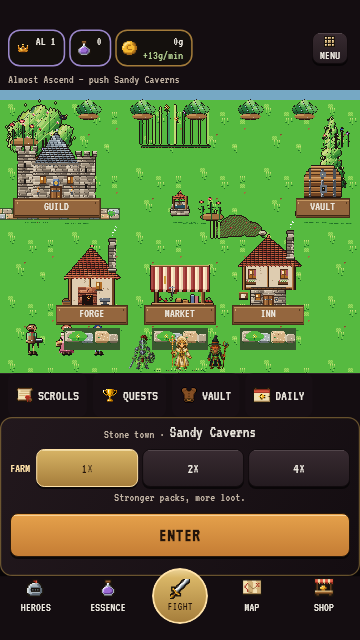 AL 1
0
0g
+13g/min
MENU
Almost Ascend – push Sandy Caverns
GUILD
VAULT
FORGE
MARKET
INN
SCROLLS
QUESTS
VAULT
DAILY
Stone town · Sandy Caverns
FARM
1X
2X
4X
Stronger packs, more loot.
ENTER
HEROES
ESSENCE
FIGHT
MAP
SHOP